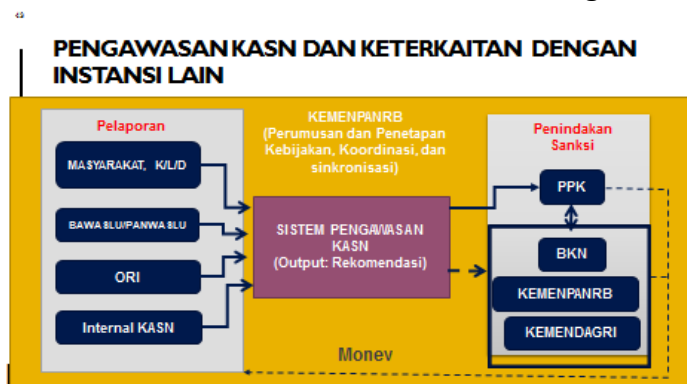 PENGAWASAN KASN DAN KETERKAITAN DENGAN
INSTANSI LAIN
Pelaporan
MASYARAKAT, K/L/D
BAWASLU/PANWASLU
ORI
Internal KASN
KEMENPANRB
(Perumusan dan Penetapan
Kebijakan, Koordinasi, dan
sinkronisasi)
SISTEM PENGAWASAN
KASN
(Output: Rekomendasi)
Penindakan
Sanksi
PPK
BKN
KEMENPANRB
KEMENDAGRI
Monev